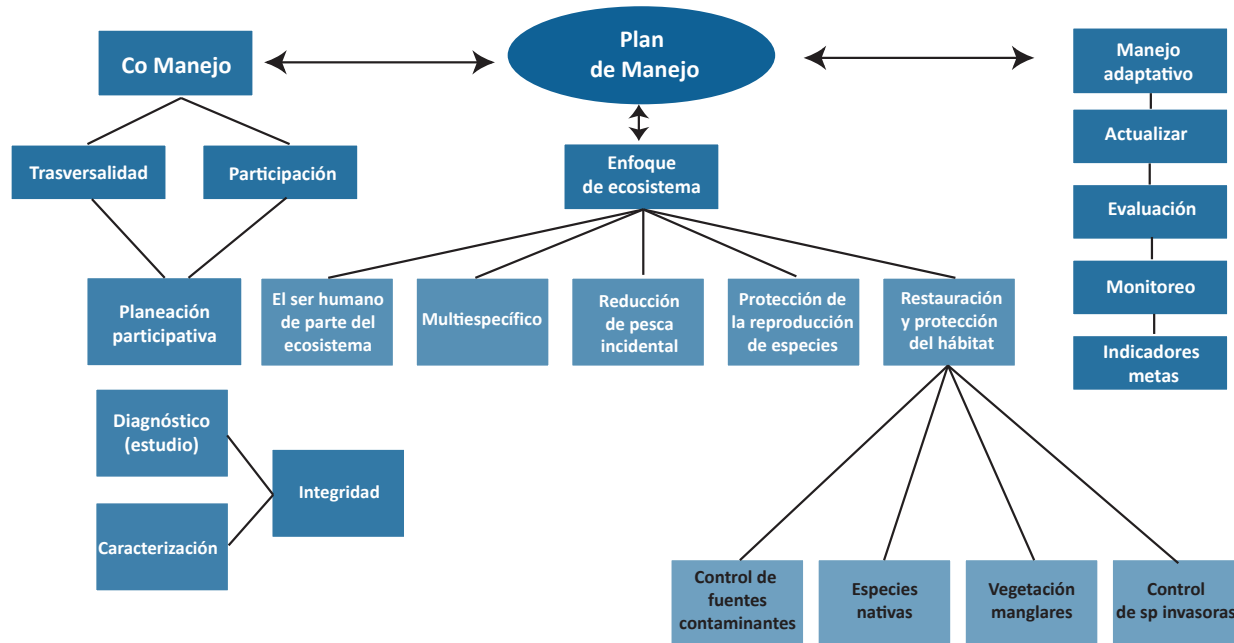 Plan
de Manejo
Co Manejo
Manejo
adaptativo
Trasversalidad
Participación
Enfoque
de ecosistema
Actualizar
Evaluación
Planeación
participativa
El ser humano
de parte del
ecosistema
Multiespecífico
Reducción
de pesca
incidental
Protección de
la reproducción
de especies
Restauración
y protección
del hábitat
Monitoreo
Indicadores
metas
Diagnóstico
(estudio)
Integridad
Caracterización
Control de
fuentes
contaminantes
Especies
nativas
Vegetación
manglares
Control
de sp invasoras